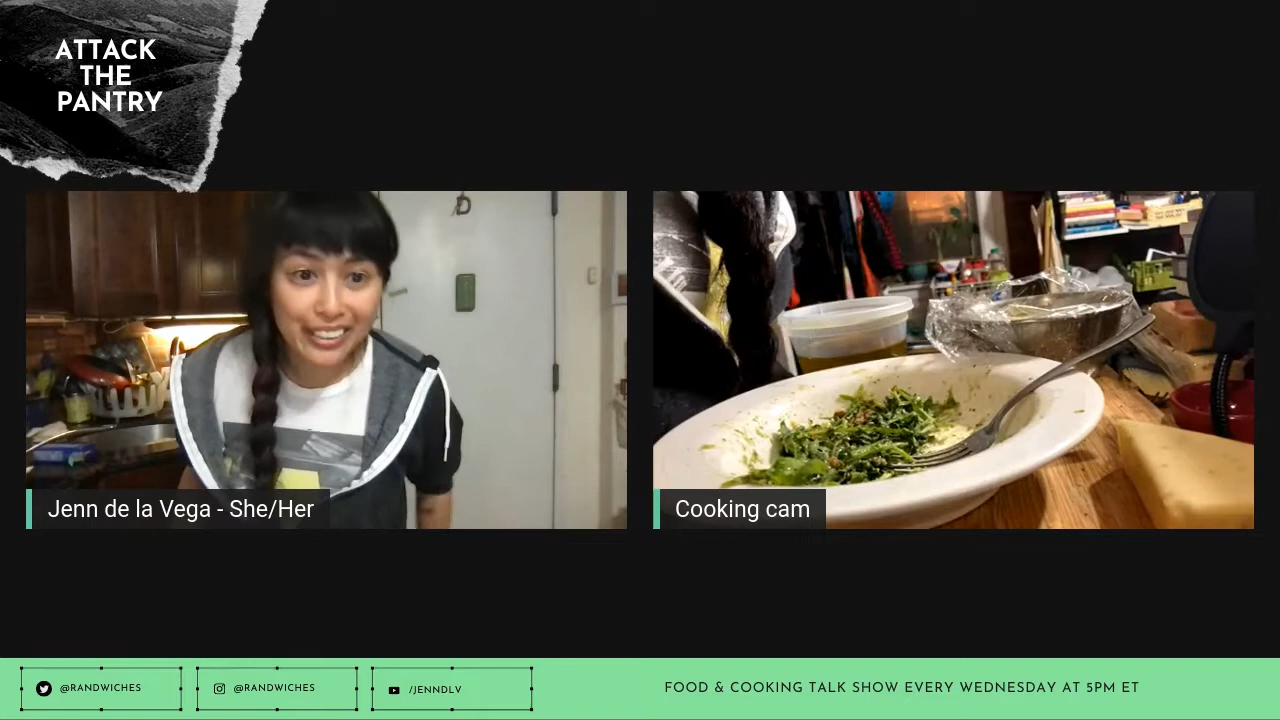 ATTACK
THE
PANTRY
Jenn de la Vega - She/Her
Cooking cam
@RANDWICHES
@RANDWICHES
/JENNDLV
FOOD & COOKING TALK SHOW EVERY WEDNESDAY AT 5PM ET